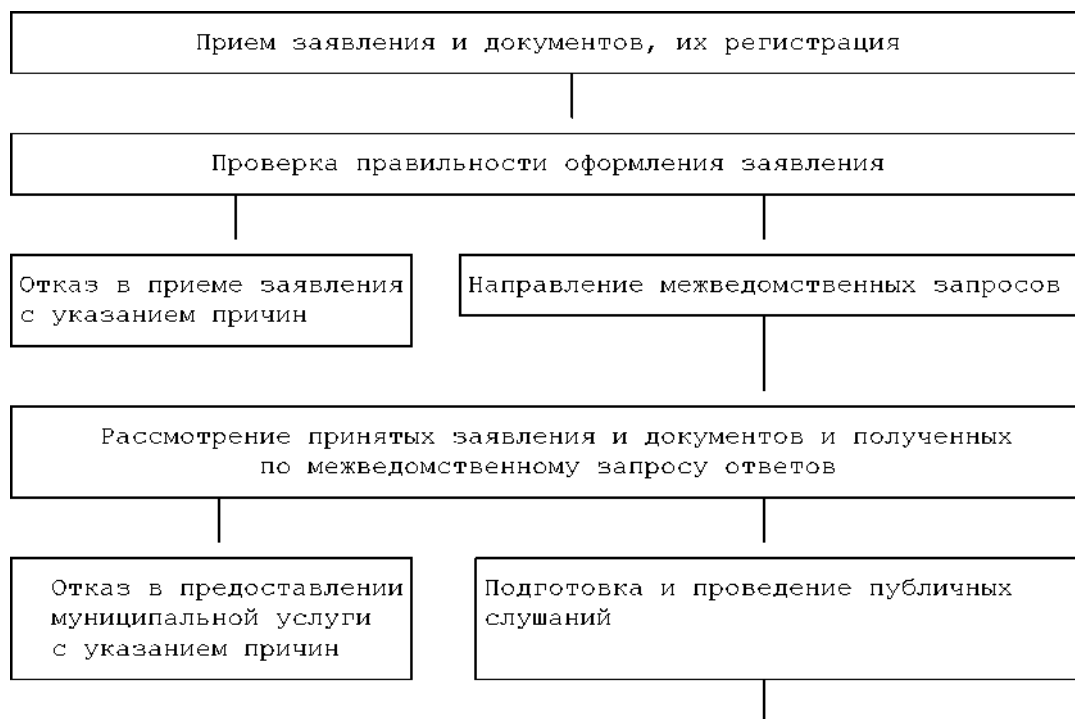 Прием заявления и документов, их регистрация
Проверка правильности оформления заявления
Отказ в приеме заявления
с указанием причин
Направление межведомственных запросов
Рассмотрение принятых заявления и документов и полученных
по межведомственному запросу ответов
Отказ в предоставлении
муниципальной услуги
с указанием причин
Подготовка и проведение публичных
слушаний